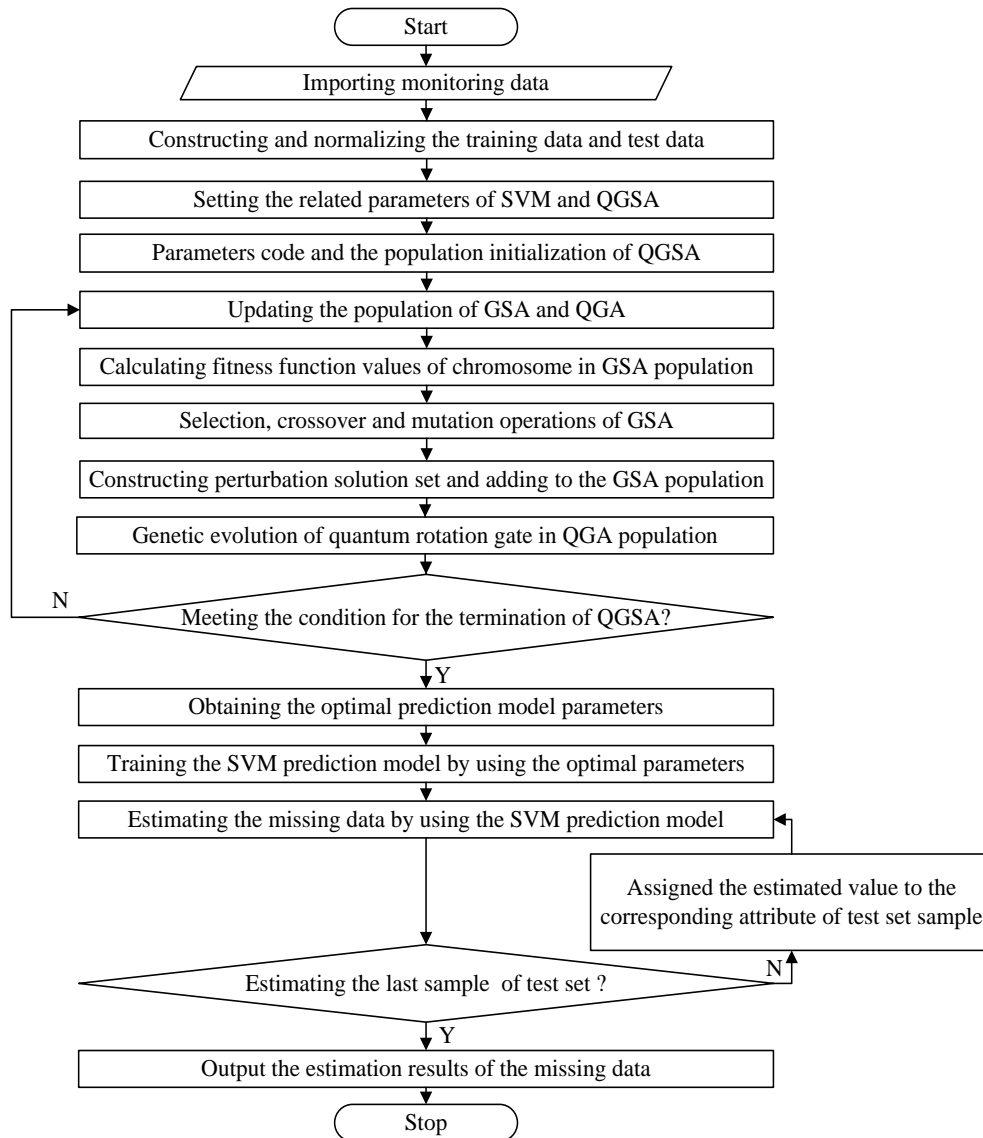 Start
Importing monitoring data
Constructing and normalizing the training data and test data
Setting the related parameters of SVM and QGSA
Parameters code and the population initialization of QGSA
Updating the population of GSA and QGA
Calculating fitness function values of chromosome in GSA population
Selection, crossover and mutation operations of GSA
Constructing perturbation solution set and adding to the GSA population
Genetic evolution of quantum rotation gate in QGA population
N
Meeting the condition for the termination of QGSA?
Y
Obtaining the optimal prediction model parameters
Training the SVM prediction model by using the optimal parameters
Estimating the missing data by using the SVM prediction model
Assigned the estimated value to the
corresponding attribute of test set sample
N
Estimating the last sample of test set ?
Y
Output the estimation results of the missing data
Stop